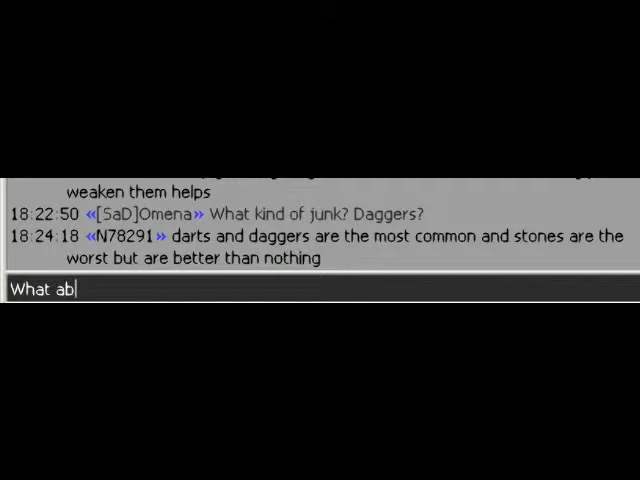 weaken them helps
18:22:50 «[SaD]Omena» What kind of junk? Daggers?
18:24:18 «N78291» darts and daggers are the most common and stones are the
worst but are better than nothing
What ab